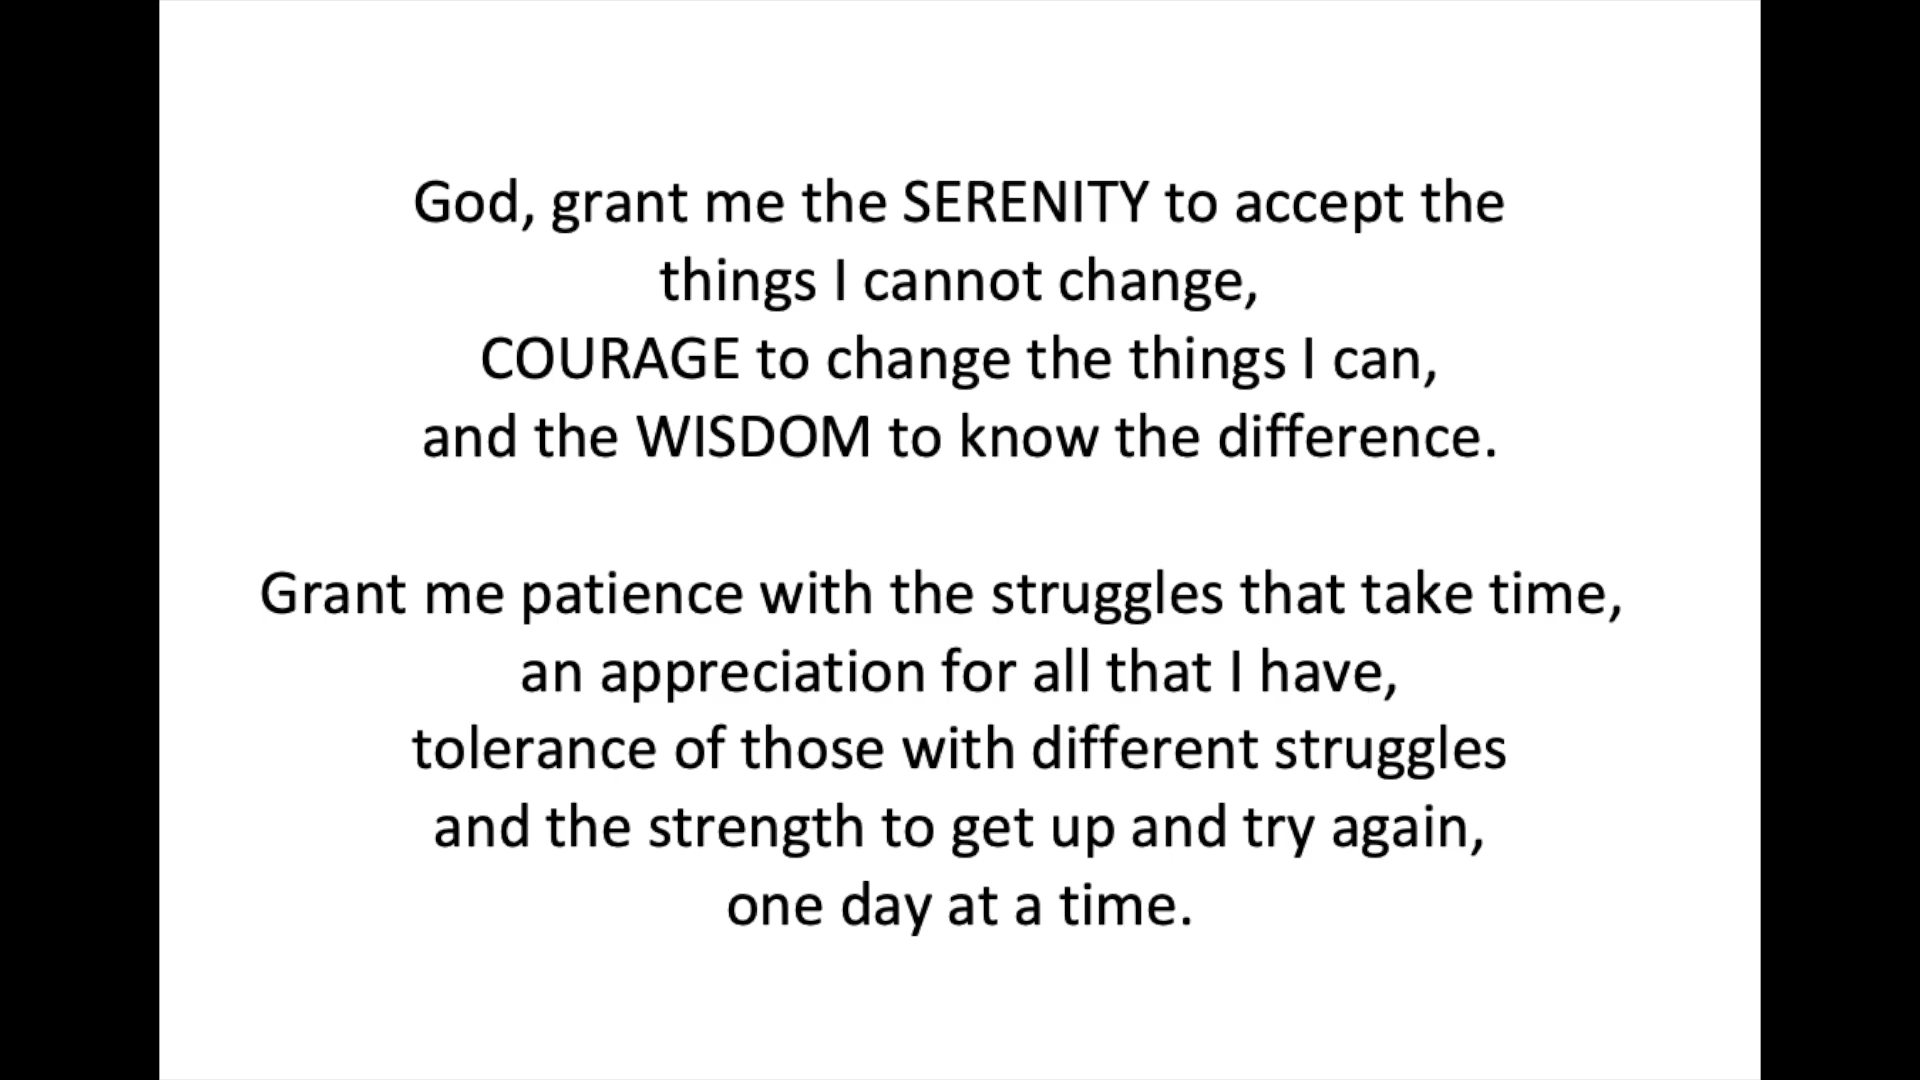 God, grant me the SERENITY to accept the
things I cannot change,
COURAGE to change the things I can,
and the WISDOM to know the difference.
Grant me patience with the struggles that take time,
an appreciation for all that I have,
tolerance of those with different struggles
and the strength to get up and try again,
one day at a time.